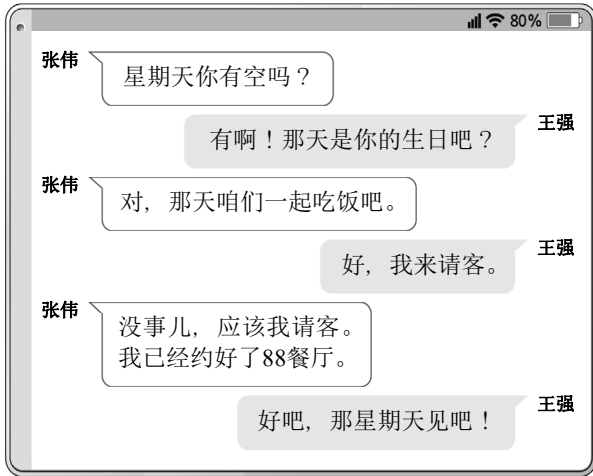 80%
张伟
星期天你有空吗？
王强
有啊！那天是你的生日吧？
张伟
对，那天咱们一起吃饭吧。
王强
好，我来请客。
张伟
没事儿，应该我请客。
我已经约好了88餐厅。
王强
好吧，那星期天见吧！